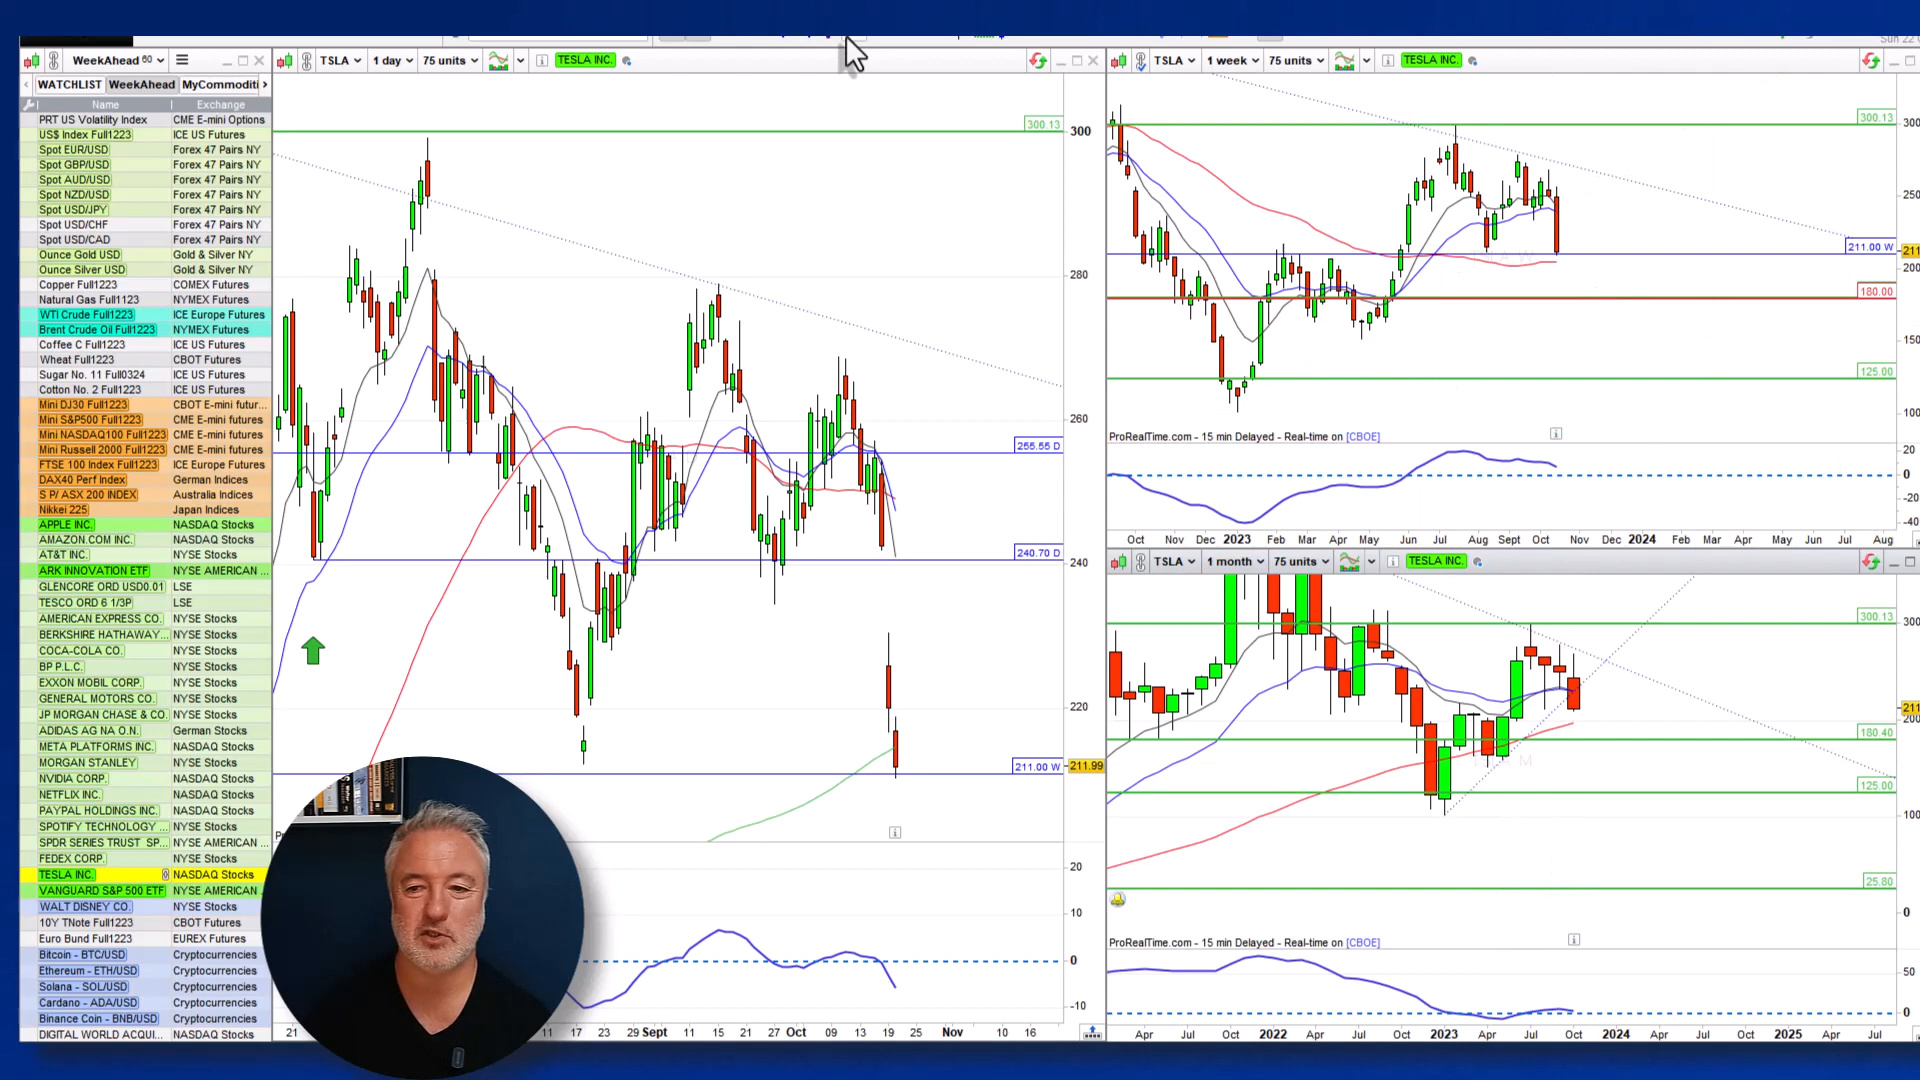 WeekAhead 60
WATCHLIST WeekAhead MyCommoditi
Name Exchange
PRT US Volatility Index CME E-mini Options
US$ Index Full1223 ICE US Futures
Spot EUR/USD Forex 47 Pairs NY
Spot GBP/USD Forex 47 Pairs NY
Spot AUD/USD Forex 47 Pairs NY
Spot NZD/USD Forex 47 Pairs NY
Spot USD/JPY Forex 47 Pairs NY
Spot USD/CHF Forex 47 Pairs NY
Spot USD/CAD Forex 47 Pairs NY
Ounce Gold USD Gold & Silver NY
Ounce Silver USD Gold & Silver NY
Copper Full1223 COMEX Futures
Natural Gas Full1123 NYMEX Futures
WTI Crude Full1223 ICE Europe Futures
Brent Crude Oil Full1223 NYMEX Futures
Coffee C Full1223 ICE US Futures
Wheat Full1223 CBOT Futures
Sugar No. 11 Full0324 ICE US Futures
Cotton No. 2 Full1223 ICE US Futures
Mini DJ30 Full1223 CBOT E-mini futur...
Mini S&P500 Full1223 CME E-mini futures
Mini NASDAQ100 Full1223 CME E-mini futures
Mini Russell 2000 Full1223 CME E-mini futures
FTSE 100 Index Full1223 ICE Europe Futures
DAX40 Perf Index German Indices
S P/ ASX 200 INDEX Australia Indices
Nikkei 225 Japan Indices
APPLE INC. NASDAQ Stocks
AMAZON.COM INC. NASDAQ Stocks
AT&T INC. NYSE Stocks
ARK INNOVATION ETF NYSE AMERICAN ...
GLENCORE ORD USD0.01 LSE
TESCO ORD 6 1/3P LSE
AMERICAN EXPRESS CO. NYSE Stocks
BERKSHIRE HATHAWAY... NYSE Stocks
COCA-COLA CO. NYSE Stocks
BP P.L.C. NYSE Stocks
EXXON MOBIL CORP. NYSE Stocks
GENERAL MOTORS CO. NYSE Stocks
JP MORGAN CHASE & CO. NYSE Stocks
ADIDAS AG NA O.N. German Stocks
META PLATFORMS INC. NASDAQ Stocks
MORGAN STANLEY NYSE Stocks
NVIDIA CORP. NASDAQ Stocks
NETFLIX INC. NASDAQ Stocks
PAYPAL HOLDINGS INC. NASDAQ Stocks
SPOTIFY TECHNOLOGY ... NYSE Stocks
SPDR SERIES TRUST SP... NYSE AMERICAN ...
FEDEX CORP. NYSE Stocks
TESLA INC. NASDAQ Stocks
VANGUARD S&P 500 ETF NYSE AMERICAN
WALT DISNEY CO. NYSE Stocks
10Y TNote Full1223 CBOT Futures
Euro Bund Full1223 EUREX Futures
Bitcoin - BTC/USD Cryptocurrencies
Ethereum - ETH/USD Cryptocurrencies
Solana - SOL/USD Cryptocurrencies
Cardano - ADA/USD Cryptocurrencies
Binance Coin - BNB/USD Cryptocurrencies
DIGITAL WORLD ACQUI... NASDAQ Stocks
TSLA 1 day 75 units TESLA INC.
300.13 300
280
260
255.55 D
240.70 D
240
220
211.00 W 211.99
20
10
0
-10
21 11 17 23 29 Sept 11 15 21 27 Oct 09 13 19 25 Nov 10 16
TSLA 1 week 75 units TESLA INC.
300.13 300
250
211.00 W 211
200
180.00
150
125.00
100
ProRealTime.com - 15 min Delayed - Real-time on [CBOE]
20
0
-20
-40
Oct Nov Dec 2023 Feb Mar Apr May Jun Jul Aug Sept Oct Nov Dec 2024 Feb Mar Apr May Jun Jul Aug
TSLA 1 month 75 units TESLA INC.
300.13 300
211
200
180.40
125.00
100
25.80
0
ProRealTime.com - 15 min Delayed - Real-time on [CBOE]
50
0
Apr Jul Oct 2022 Apr Jul Oct 2023 Apr Jul Oct 2024 Apr Jul Oct 2025 Jul